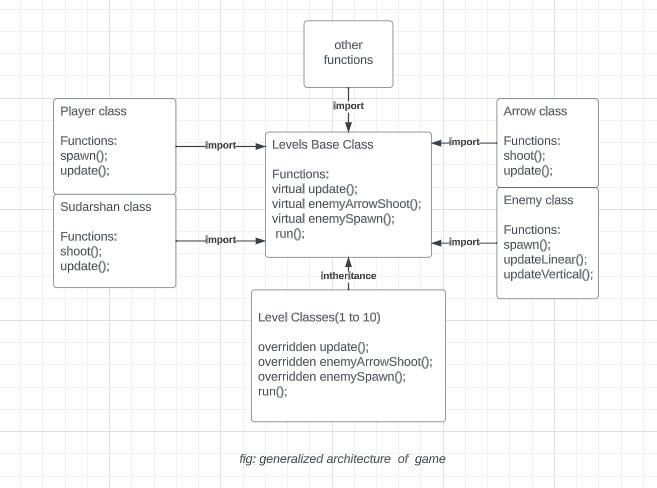 other
functions
import
Player class
Functions:
spawn();
update();
import
Sudarshan class
Functions:
shoot();
update();
import
Levels Base Class
Functions:
virtual update();
virtual enemyArrowShoot();
virtual enemySpawn();
run();
Arrow class
Functions:
shoot();
update();
import
Enemy class
Functions:
spawn();
updateLinear();
updateVertical();
import
inheritance
Level Classes(1 to 10)
overridden update();
overridden enemyArrowShoot();
overridden enemySpawn();
run();
fig: generalized architecture of game